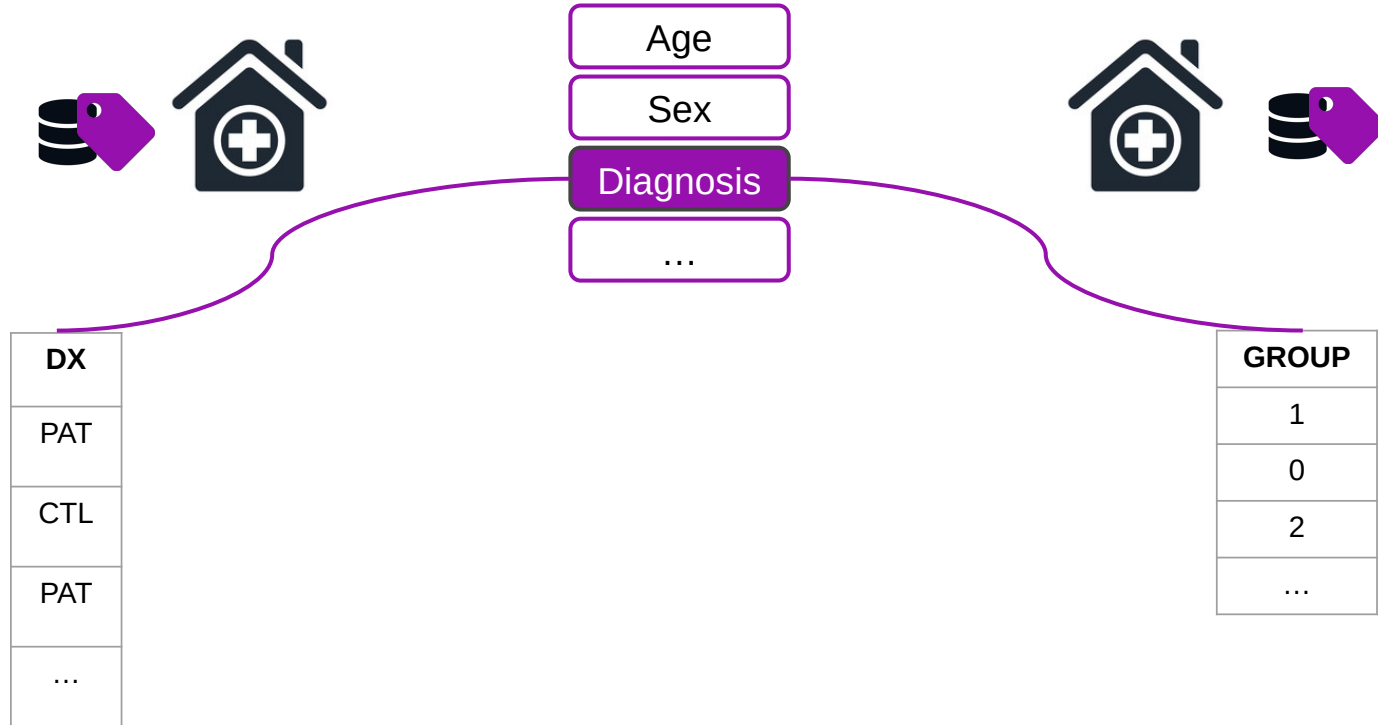 Age
Sex
Diagnosis
...
DX
PAT
CTL
PAT
...
GROUP
1
0
2
...